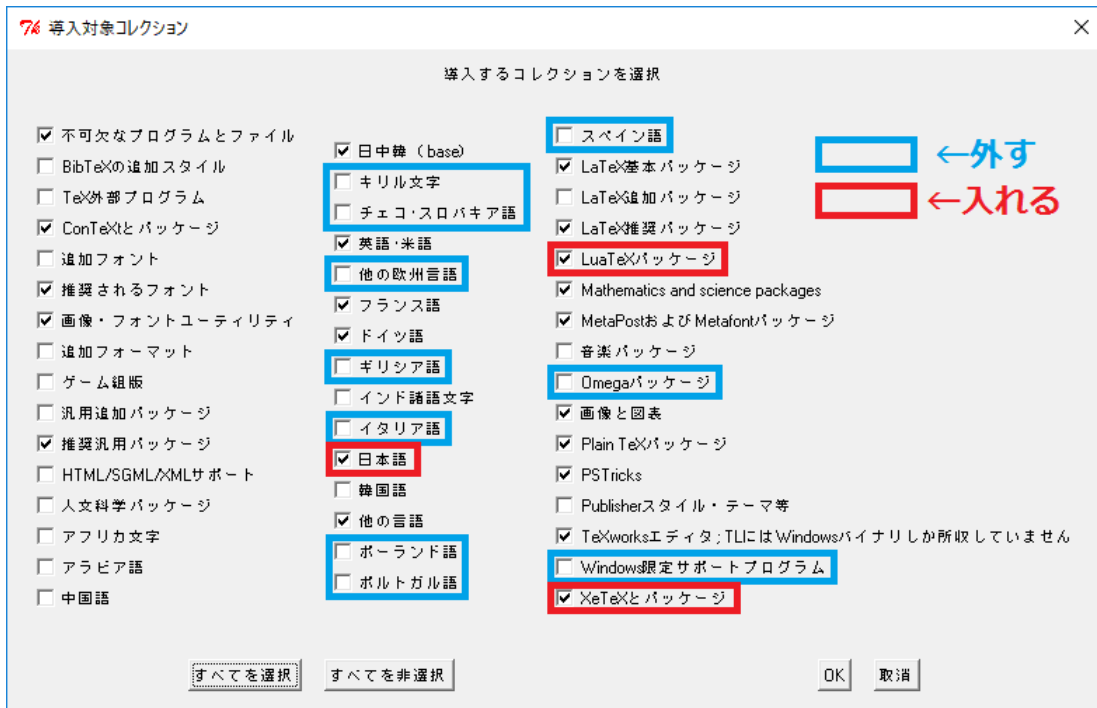 導入対象コレクション
導入するコレクションを選択
不可欠なプログラムとファイル
BibTeXの追加スタイル
TeX外部プログラム
ConTeXtとパッケージ
追加フォント
推奨されるフォント
画像・フォントユーティリティ
追加フォーマット
ゲーム組版
汎用追加パッケージ
推奨汎用パッケージ
HTML/SGML/XMLサポート
人文科学パッケージ
アフリカ文字
アラビア語
中国語
日中韓（base）
キリル文字
チェコ・スロバキア語
英語・米語
他の欧州言語
フランス語
ドイツ語
ギリシア語
インド諸語文字
イタリア語
日本語
韓国語
他の言語
ポーランド語
ポルトガル語
スペイン語
LaTeX基本パッケージ
LaTeX追加パッケージ
LaTeX推奨パッケージ
LuaTeXパッケージ
Mathematics and science packages
MetaPostおよびMetafontパッケージ
音楽パッケージ
Omegaパッケージ
画像と図表
Plain TeXパッケージ
PSTricks
Publisherスタイル・テーマ等
TeXworksエディタ;TLにはWindowsバイナリしか所収していません
Windows限定サポートプログラム
XeTeXとパッケージ
←外す
←入れる
すべてを選択
すべてを非選択
OK
取消